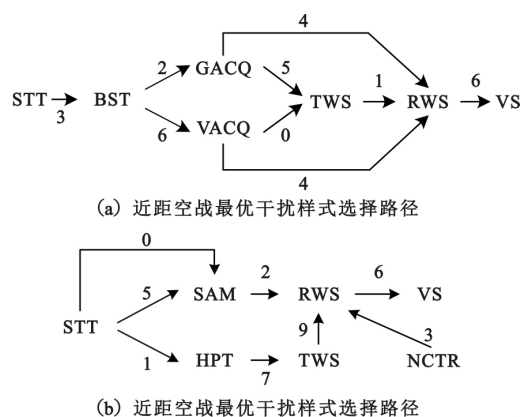 4
2 GACQ 5
STT 3 BST TWS 1 RWS 6 VS
6 VACQ 0
4
(a) 近距空战最优干扰样式选择路径
0
5 SAM 2 RWS 6 VS
STT 9 3
1 HPT 7 TWS NCTR
(b) 近距空战最优干扰样式选择路径